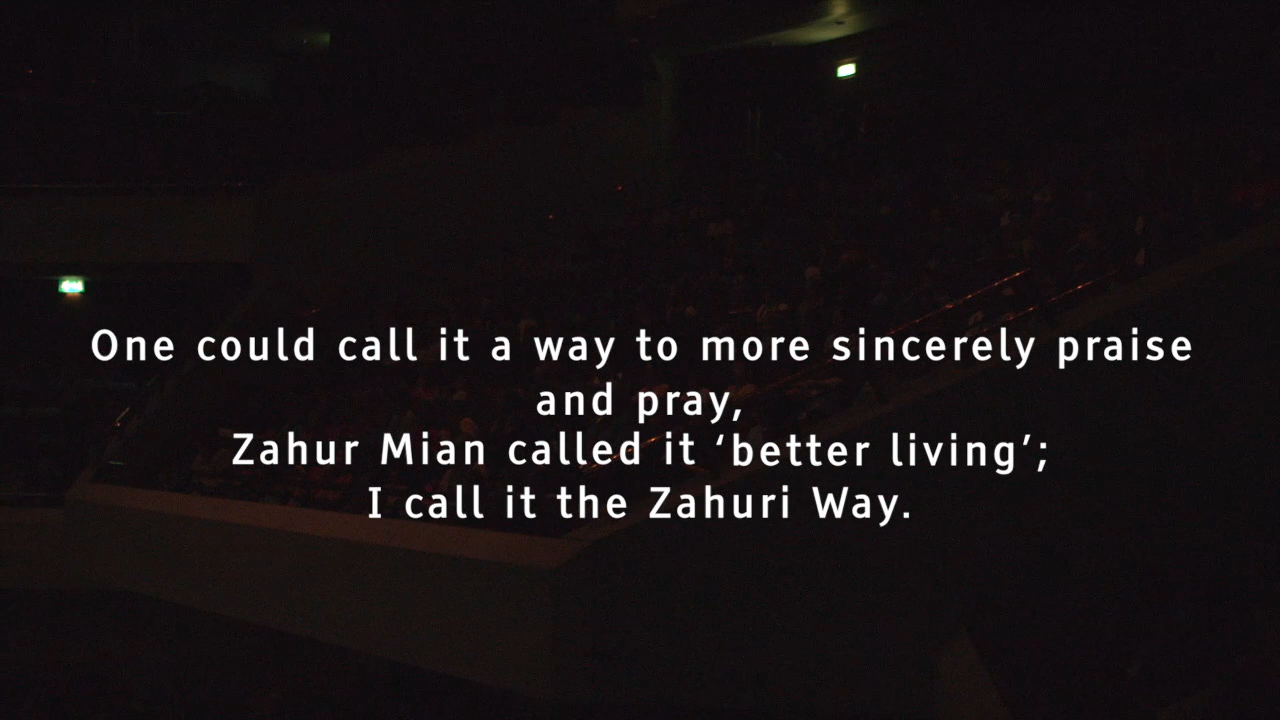 One could call it a way to more sincerely praise
and pray,
Zahur Mian called it ‘better living’;
I call it the Zahuri Way.